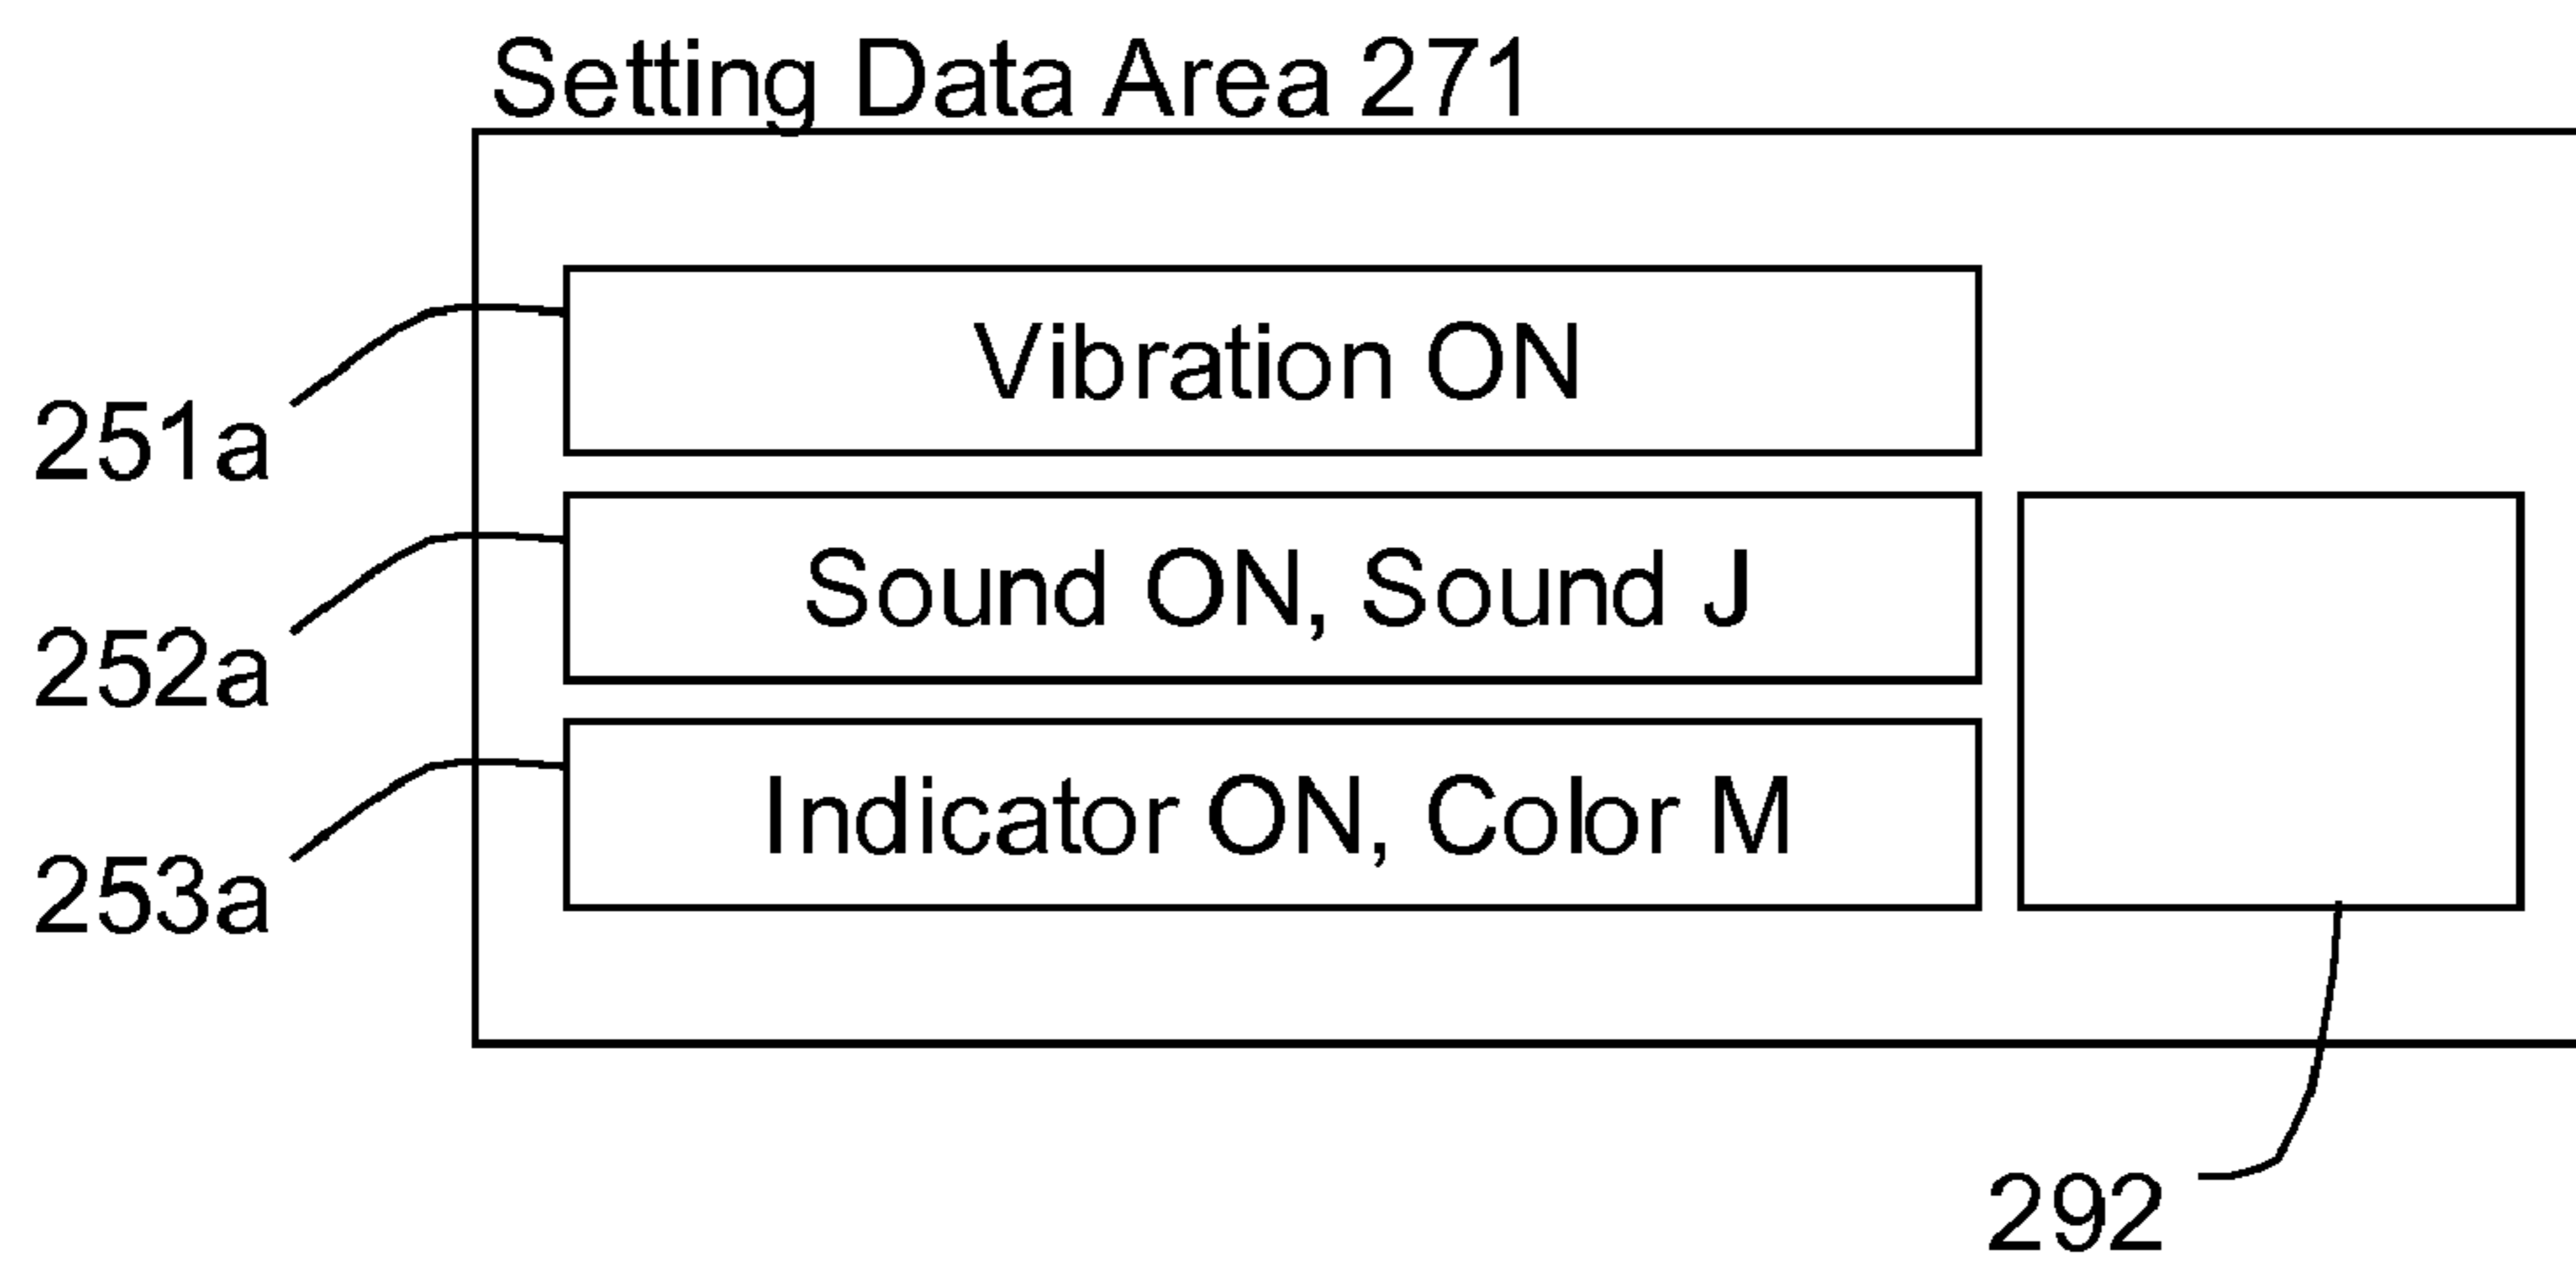 Setting Data Area 271
Vibration ON
251a
Sound ON, Sound J
252a
Indicator ON, Color M
253a
292